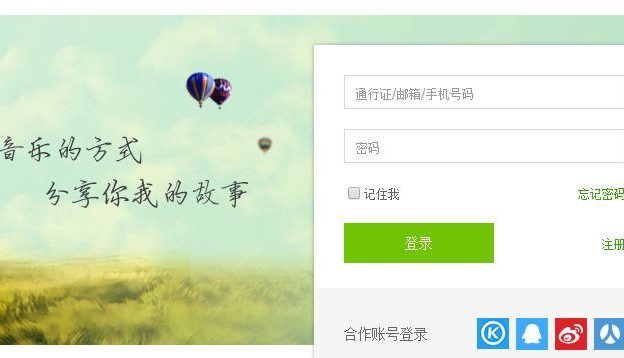 音乐的方式
分享你我的故事
通行证/邮箱/手机号码
密码
记住我
忘记密码
登录
注册
合作账号登录